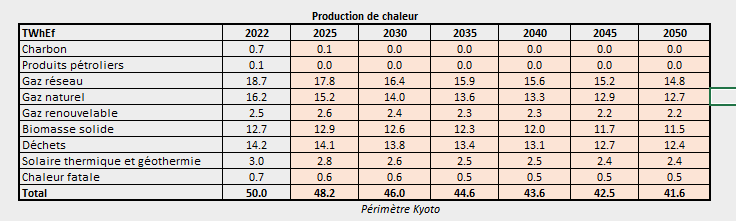 Production de chaleur
TWhEf 2022 2025 2030 2035 2040 2045 2050
Charbon 0.7 0.1 0.0 0.0 0.0 0.0 0.0
Produits pétroliers 0.1 0.0 0.0 0.0 0.0 0.0 0.0
Gaz réseau 18.7 17.8 16.4 15.9 15.6 15.2 14.8
Gaz naturel 16.2 15.2 14.0 13.6 13.3 12.9 12.7
Gaz renouvelable 2.5 2.6 2.4 2.3 2.3 2.2 2.2
Biomasse solide 12.7 12.9 12.6 12.3 12.0 11.7 11.5
Déchets 14.2 14.1 13.8 13.4 13.1 12.7 12.4
Solaire thermique et géothermie 3.0 2.8 2.6 2.5 2.5 2.4 2.4
Chaleur fatale 0.7 0.6 0.6 0.5 0.5 0.5 0.5
Total 50.0 48.2 46.0 44.6 43.6 42.5 41.6
Périmètre Kyoto